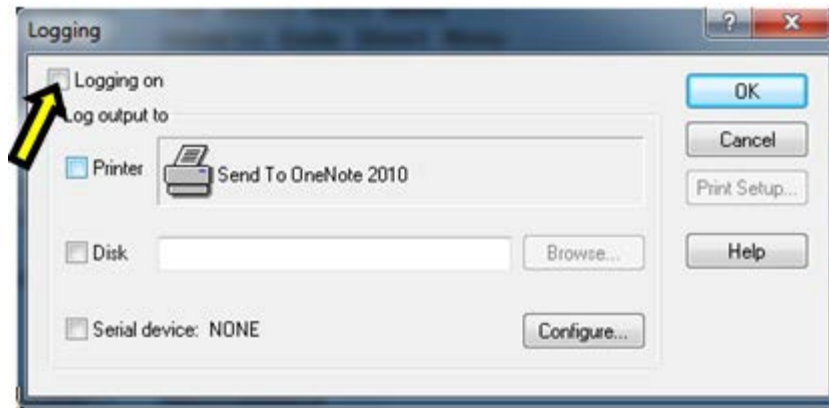 Logging
Logging on
OK
Log output to
Cancel
Printer
Send To OneNote 2010
Print Setup...
Disk
Browse...
Help
Serial device: NONE
Configure...